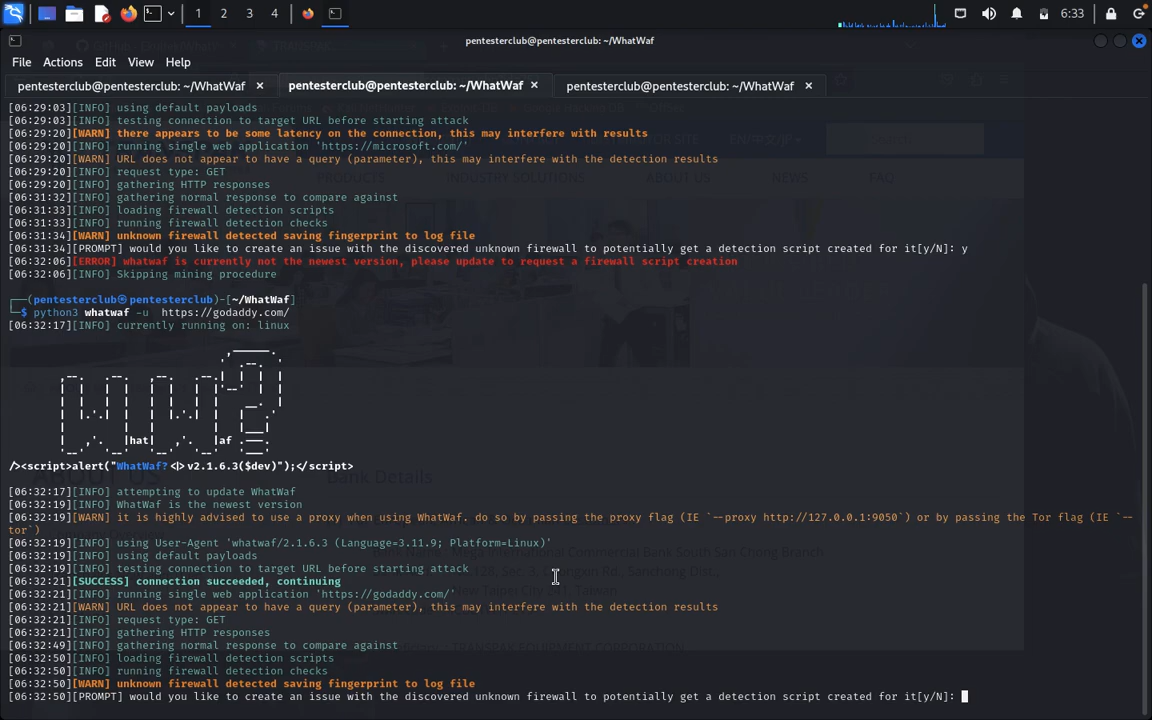 1 2 3 4 6:33
pentesterclub@pentesterclub: ~/WhatWaf
File Actions Edit View Help
pentesterclub@pentesterclub: ~/WhatWaf × pentesterclub@pentesterclub: ~/WhatWaf × pentesterclub@pentesterclub: ~/WhatWaf ×
[06:29:03][INFO] using default payloads
[06:29:03][INFO] testing connection to target URL before starting attack
[06:29:20][WARN] there appears to be some latency on the connection, this may interfere with results
[06:29:20][INFO] running single web application 'https://microsoft.com/'
[06:29:20][WARN] URL does not appear to have a query (parameter), this may interfere with the detection results
[06:29:20][INFO] request type: GET
[06:29:20][INFO] gathering HTTP responses
[06:31:32][INFO] gathering normal response to compare against
[06:31:33][INFO] loading firewall detection scripts
[06:31:33][INFO] running firewall detection checks
[06:31:34][WARN] unknown firewall detected saving fingerprint to log file
[06:31:34][PROMPT] would you like to create an issue with the discovered unknown firewall to potentially get a detection script created for it[y/N]: y
[06:32:06][ERROR] whatwaf is currently not the newest version, please update to request a firewall script creation
[06:32:06][INFO] Skipping mining procedure
┌──(pentesterclub㉿pentesterclub)-[~/WhatWaf]
└─$ python3 whatwaf -u  https://godaddy.com/
[06:32:17][INFO] currently running on: linux
|hat| |af
/><script>alert("WhatWaf?<|>v2.1.6.3($dev)");</script>
[06:32:17][INFO] attempting to update WhatWaf
[06:32:19][INFO] WhatWaf is the newest version
[06:32:19][WARN] it is highly advised to use a proxy when using WhatWaf. do so by passing the proxy flag (IE `--proxy http://127.0.0.1:9050`) or by passing the Tor flag (IE `--
tor`)
[06:32:19][INFO] using User-Agent 'whatwaf/2.1.6.3 (Language=3.11.9; Platform=Linux)'
[06:32:19][INFO] using default payloads
[06:32:19][INFO] testing connection to target URL before starting attack
[06:32:21][SUCCESS] connection succeeded, continuing
[06:32:21][INFO] running single web application 'https://godaddy.com/'
[06:32:21][WARN] URL does not appear to have a query (parameter), this may interfere with the detection results
[06:32:21][INFO] request type: GET
[06:32:21][INFO] gathering HTTP responses
[06:32:49][INFO] gathering normal response to compare against
[06:32:50][INFO] loading firewall detection scripts
[06:32:50][INFO] running firewall detection checks
[06:32:50][WARN] unknown firewall detected saving fingerprint to log file
[06:32:50][PROMPT] would you like to create an issue with the discovered unknown firewall to potentially get a detection script created for it[y/N]: